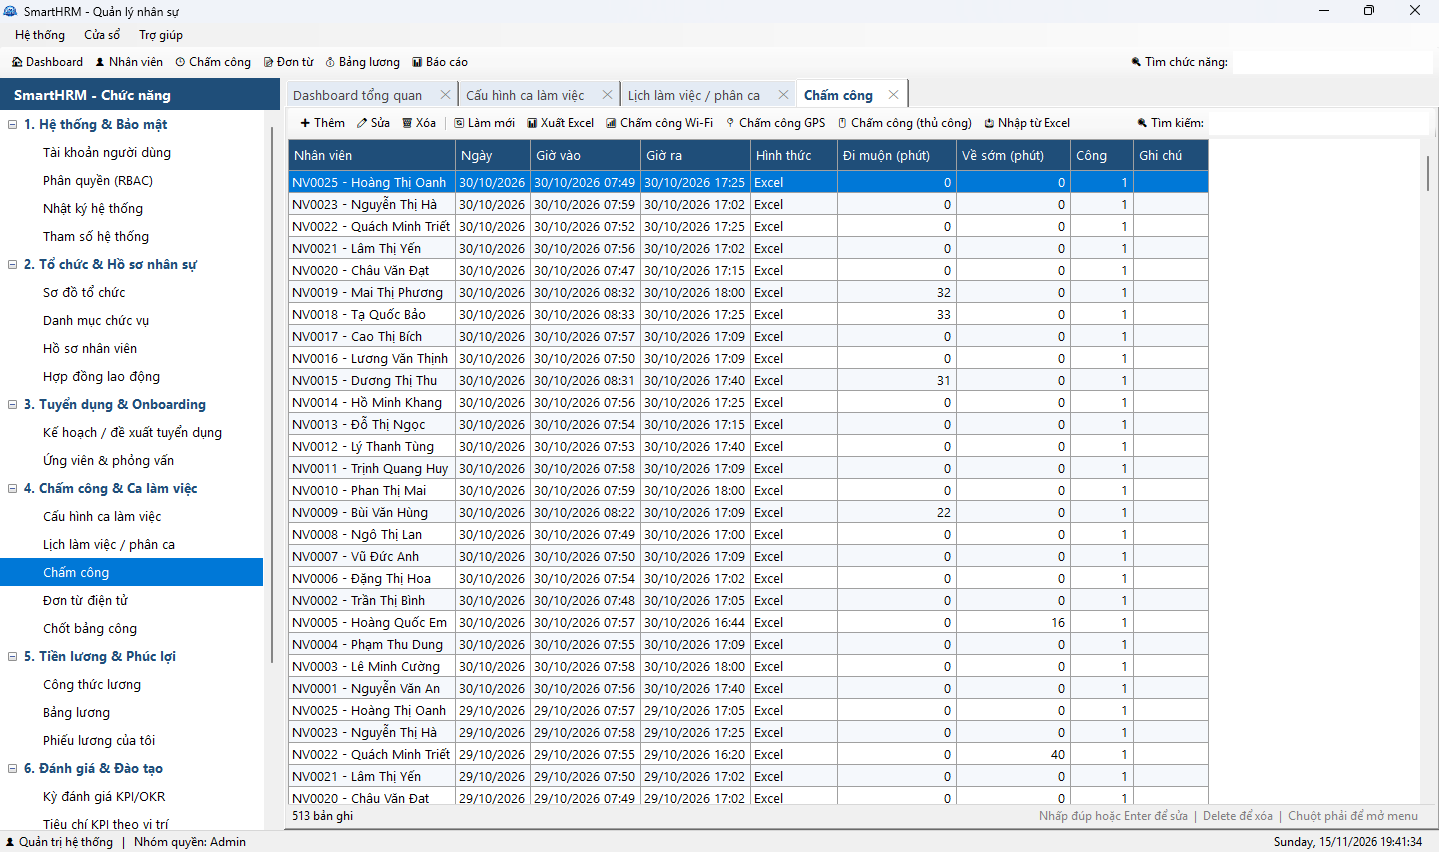 SmartHRM - Quản lý nhân sự
Hệ thống Cửa sổ Trợ giúp
Dashboard Nhân viên Chấm công Đơn từ Bảng lương Báo cáo Tìm chức năng:
SmartHRM - Chức năng
1. Hệ thống & Bảo mật
Tài khoản người dùng
Phân quyền (RBAC)
Nhật ký hệ thống
Tham số hệ thống
2. Tổ chức & Hồ sơ nhân sự
Sơ đồ tổ chức
Danh mục chức vụ
Hồ sơ nhân viên
Hợp đồng lao động
3. Tuyển dụng & Onboarding
Kế hoạch / đề xuất tuyển dụng
Ứng viên & phỏng vấn
4. Chấm công & Ca làm việc
Cấu hình ca làm việc
Lịch làm việc / phân ca
Chấm công
Đơn từ điện tử
Chốt bảng công
5. Tiền lương & Phúc lợi
Công thức lương
Bảng lương
Phiếu lương của tôi
6. Đánh giá & Đào tạo
Kỳ đánh giá KPI/OKR
Tiêu chí KPI theo vị trí
Dashboard tổng quan Cấu hình ca làm việc Lịch làm việc / phân ca Chấm công
Thêm Sửa Xóa Làm mới Xuất Excel Chấm công Wi-Fi Chấm công GPS Chấm công (thủ công) Nhập từ Excel Tìm kiếm:
Nhân viên Ngày Giờ vào Giờ ra Hình thức Đi muộn (phút) Về sớm (phút) Công Ghi chú
NV0025 - Hoàng Thị Oanh 30/10/2026 30/10/2026 07:49 30/10/2026 17:25 Excel 0 0 1
NV0023 - Nguyễn Thị Hà 30/10/2026 30/10/2026 07:59 30/10/2026 17:02 Excel 0 0 1
NV0022 - Quách Minh Triết 30/10/2026 30/10/2026 07:52 30/10/2026 17:25 Excel 0 0 1
NV0021 - Lâm Thị Yến 30/10/2026 30/10/2026 07:56 30/10/2026 17:02 Excel 0 0 1
NV0020 - Châu Văn Đạt 30/10/2026 30/10/2026 07:47 30/10/2026 17:15 Excel 0 0 1
NV0019 - Mai Thị Phương 30/10/2026 30/10/2026 08:32 30/10/2026 18:00 Excel 32 0 1
NV0018 - Tạ Quốc Bảo 30/10/2026 30/10/2026 08:33 30/10/2026 17:25 Excel 33 0 1
NV0017 - Cao Thị Bích 30/10/2026 30/10/2026 07:57 30/10/2026 17:09 Excel 0 0 1
NV0016 - Lương Văn Thịnh 30/10/2026 30/10/2026 07:50 30/10/2026 17:09 Excel 0 0 1
NV0015 - Dương Thị Thu 30/10/2026 30/10/2026 08:31 30/10/2026 17:40 Excel 31 0 1
NV0014 - Hồ Minh Khang 30/10/2026 30/10/2026 07:56 30/10/2026 17:25 Excel 0 0 1
NV0013 - Đỗ Thị Ngọc 30/10/2026 30/10/2026 07:54 30/10/2026 17:15 Excel 0 0 1
NV0012 - Lý Thanh Tùng 30/10/2026 30/10/2026 07:53 30/10/2026 17:40 Excel 0 0 1
NV0011 - Trịnh Quang Huy 30/10/2026 30/10/2026 07:58 30/10/2026 17:09 Excel 0 0 1
NV0010 - Phan Thị Mai 30/10/2026 30/10/2026 07:59 30/10/2026 18:00 Excel 0 0 1
NV0009 - Bùi Văn Hùng 30/10/2026 30/10/2026 08:22 30/10/2026 17:09 Excel 22 0 1
NV0008 - Ngô Thị Lan 30/10/2026 30/10/2026 07:49 30/10/2026 17:00 Excel 0 0 1
NV0007 - Vũ Đức Anh 30/10/2026 30/10/2026 07:50 30/10/2026 17:09 Excel 0 0 1
NV0006 - Đặng Thị Hoa 30/10/2026 30/10/2026 07:54 30/10/2026 17:02 Excel 0 0 1
NV0002 - Trần Thị Bình 30/10/2026 30/10/2026 07:48 30/10/2026 17:05 Excel 0 0 1
NV0005 - Hoàng Quốc Em 30/10/2026 30/10/2026 07:57 30/10/2026 16:44 Excel 0 16 1
NV0004 - Phạm Thu Dung 30/10/2026 30/10/2026 07:55 30/10/2026 17:09 Excel 0 0 1
NV0003 - Lê Minh Cường 30/10/2026 30/10/2026 07:58 30/10/2026 18:00 Excel 0 0 1
NV0001 - Nguyễn Văn An 30/10/2026 30/10/2026 07:56 30/10/2026 17:40 Excel 0 0 1
NV0025 - Hoàng Thị Oanh 29/10/2026 29/10/2026 07:57 29/10/2026 17:05 Excel 0 0 1
NV0023 - Nguyễn Thị Hà 29/10/2026 29/10/2026 07:58 29/10/2026 17:25 Excel 0 0 1
NV0022 - Quách Minh Triết 29/10/2026 29/10/2026 07:55 29/10/2026 16:20 Excel 0 40 1
NV0021 - Lâm Thị Yến 29/10/2026 29/10/2026 07:50 29/10/2026 17:02 Excel 0 0 1
NV0020 - Châu Văn Đạt 29/10/2026 29/10/2026 07:49 29/10/2026 17:02 Excel 0 0 1
513 bản ghi Nhấp đúp hoặc Enter để sửa | Delete để xóa | Chuột phải để mở menu
Quản trị hệ thống | Nhóm quyền: Admin Sunday, 15/11/2026 19:41:34